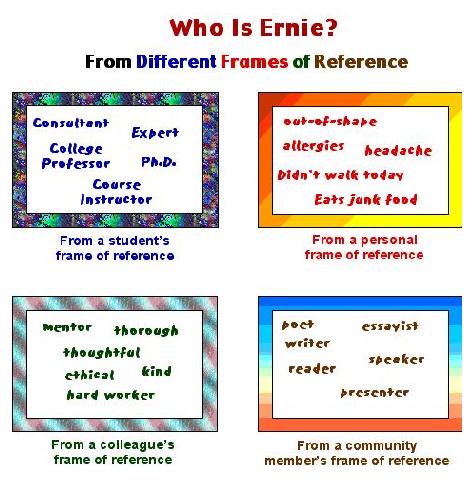 Who Is Ernie?
From Different Frames of Reference
Consultant
Expert
College
Professor
Ph.D.
Course
Instructor
From a student's
frame of reference
out-of-shape
allergies
headache
Didn't walk today
Eats junk food
From a personal
frame of reference
mentor
thorough
thoughtful
ethical
kind
hard worker
From a colleague's
frame of reference
poet
essayist
writer
speaker
reader
presenter
From a community
member's frame of reference